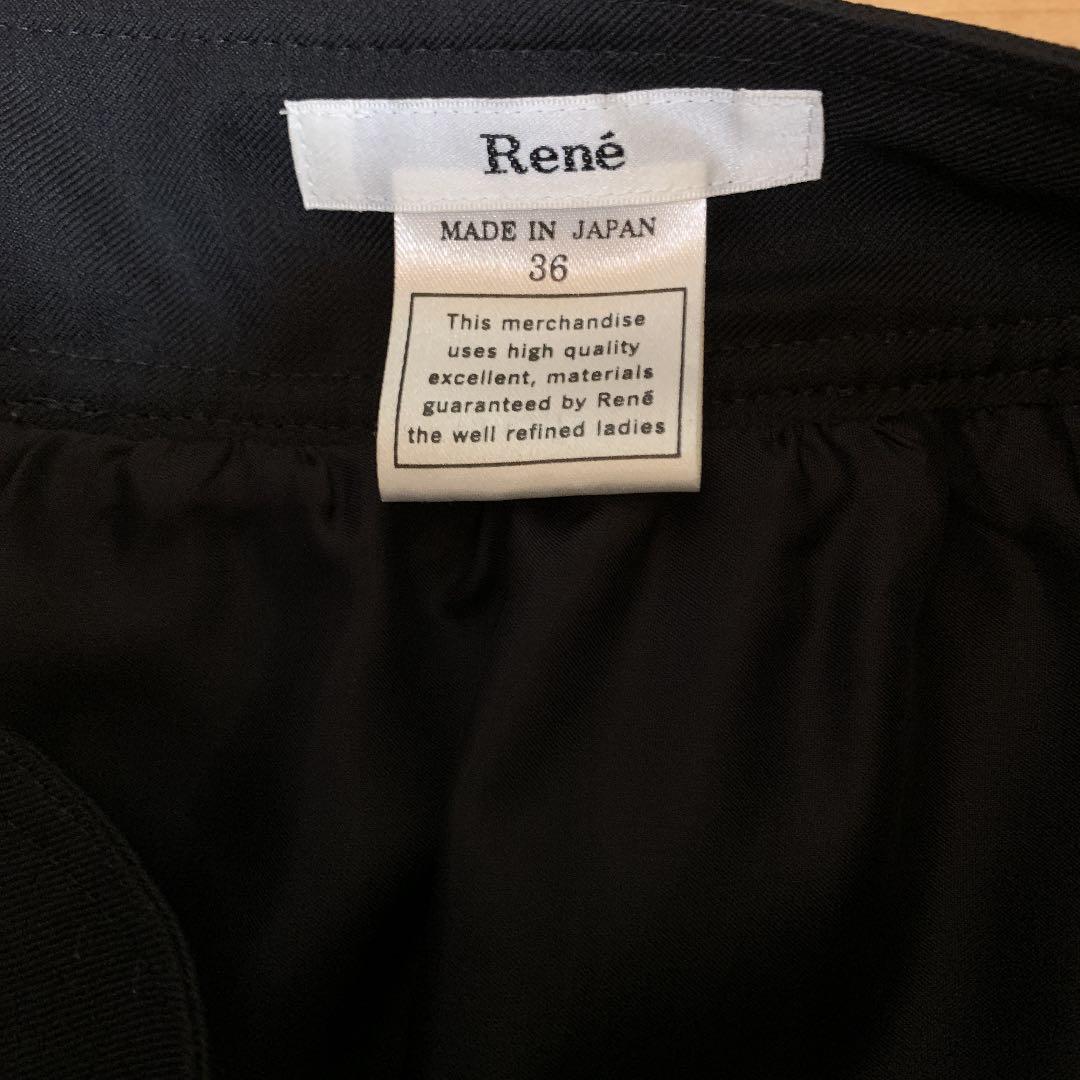 René
MADE IN JAPAN
36
This merchandise
uses high quality
excellent, materials
guaranteed by René
the well refined ladies